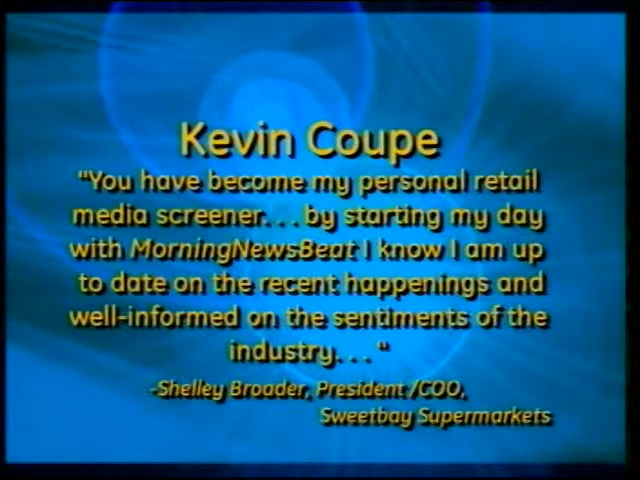 Kevin Coupe
"You have become my personal retail
media screener. . . by starting my day
with MorningNewsBeat I know I am up
to date on the recent happenings and
well-informed on the sentiments of the
industry. . . "
-Shelley Broader, President/COO,
Sweetbay Supermarkets